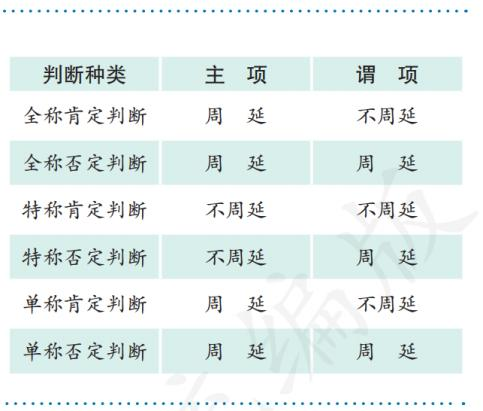 判断种类 主 项 谓 项
全称肯定判断 周 延 不周延
全称否定判断 周 延 周 延
特称肯定判断 不周延 不周延
特称否定判断 不周延 周 延
单称肯定判断 周 延 不周延
单称否定判断 周 延 周 延
编版